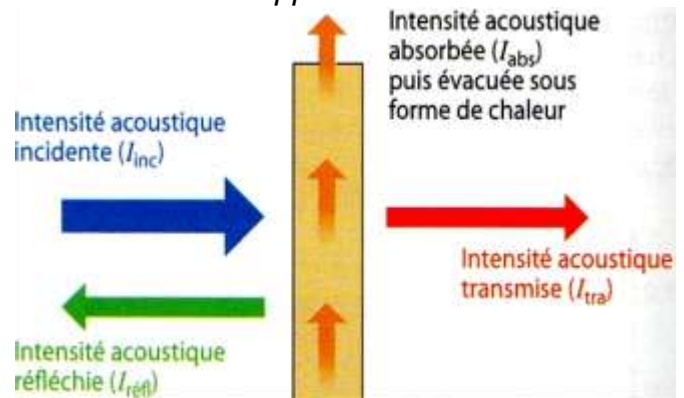 Intensité acoustique
absorbée (Iabs)
puis évacuée sous
forme de chaleur
Intensité acoustique
incidente (Iinc)
Intensité acoustique
transmise (Itra)
Intensité acoustique
réfléchie (Iréfl)